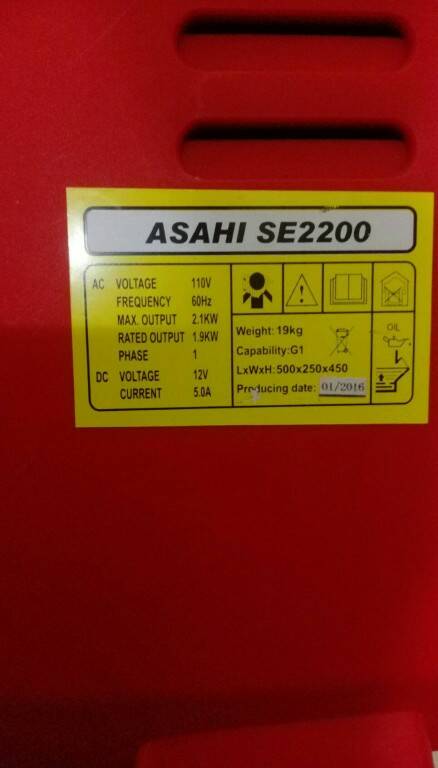 ASAHI SE2200
AC VOLTAGE 110V
FREQUENCY 60Hz
MAX. OUTPUT 2.1KW
RATED OUTPUT 1.9KW
PHASE 1
DC VOLTAGE 12V
CURRENT 5.0A
Weight: 19kg
Capability:G1
LxWxH: 500x250x450
Producing date: 01/2016
OIL